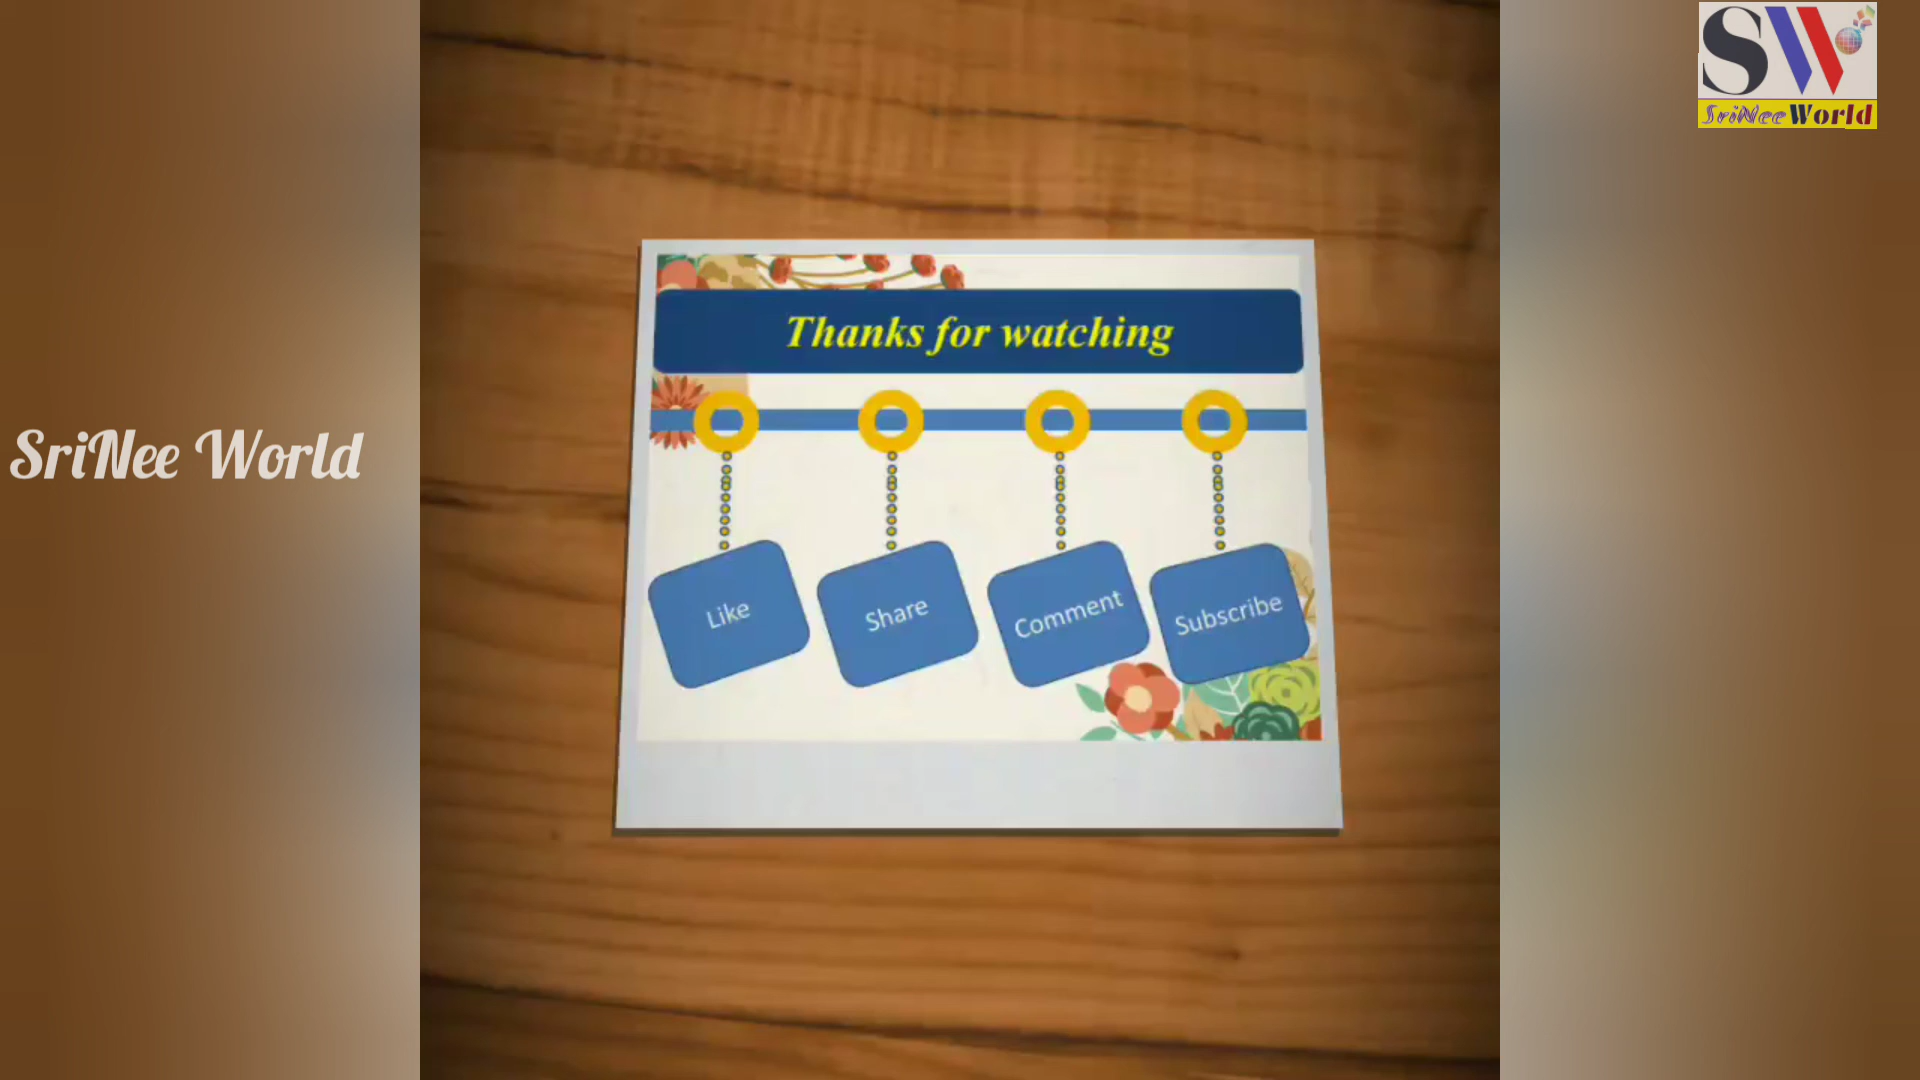 SW
SriNee World
SriNee World
Thanks for watching
Like
Share
Comment
Subscribe